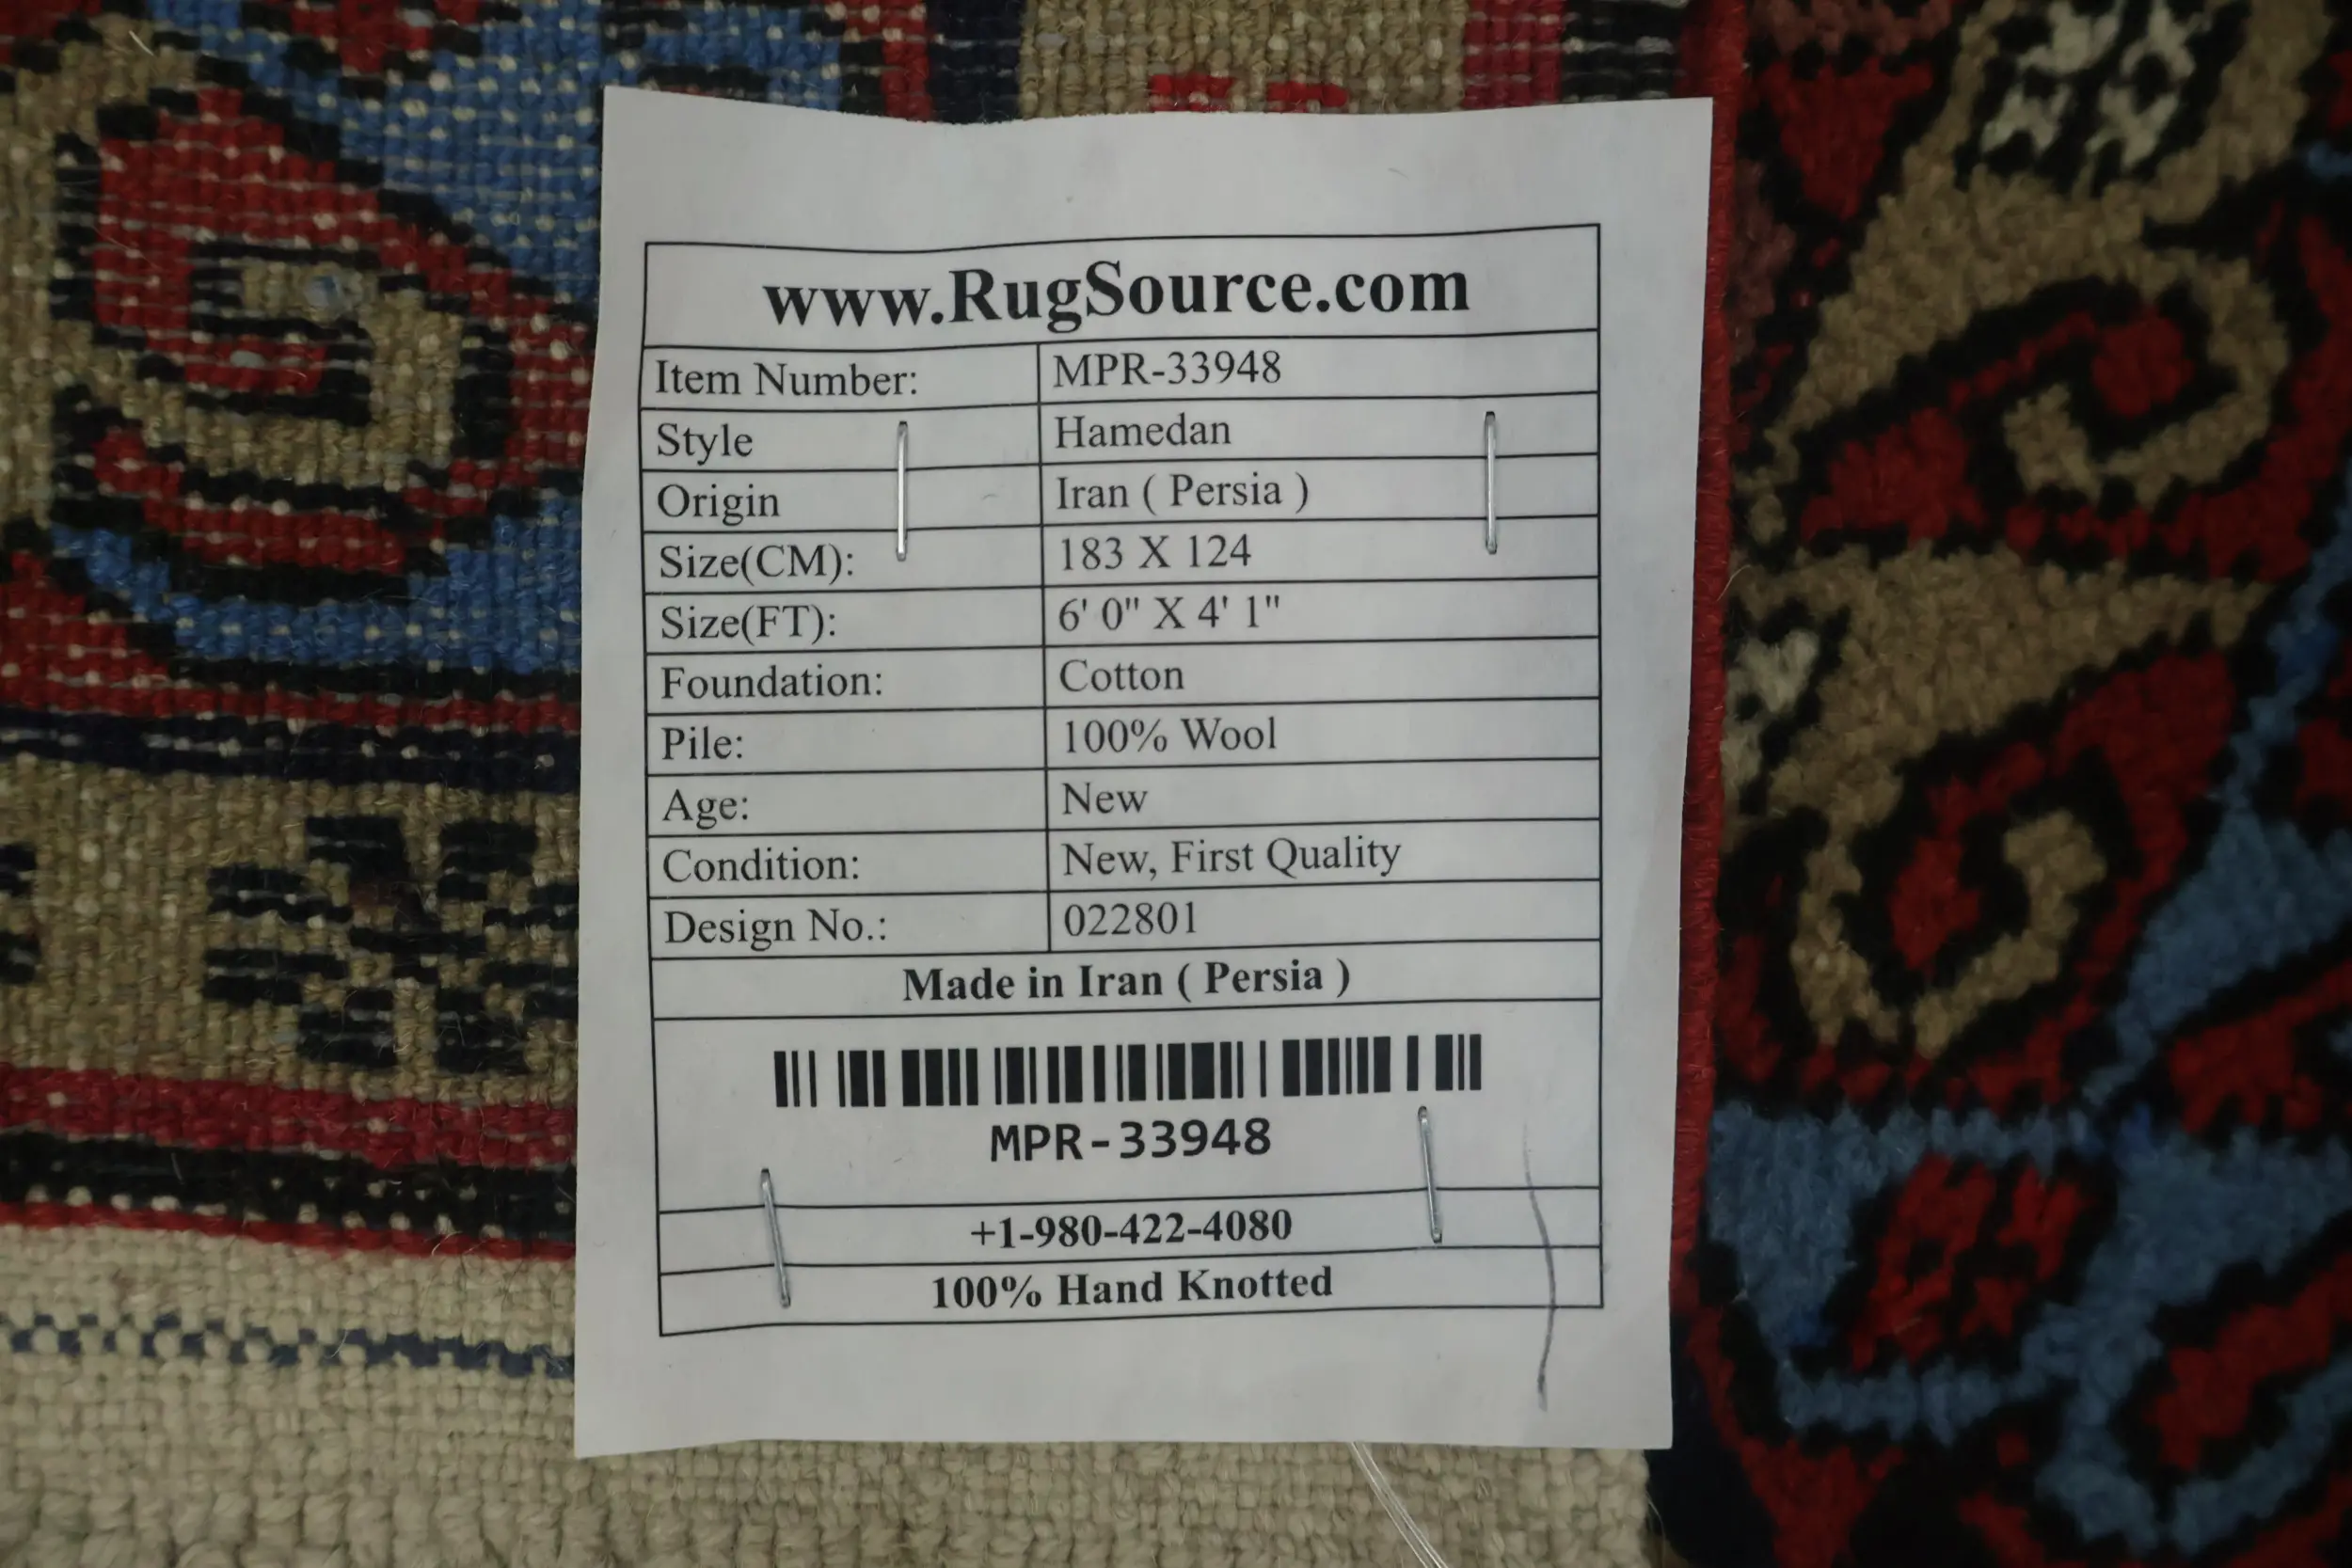 www.RugSource.com
Item Number: MPR-33948
Style Hamedan
Origin Iran ( Persia )
Size(CM): 183 X 124
Size(FT): 6' 0" X 4' 1"
Foundation: Cotton
Pile: 100% Wool
Age: New
Condition: New, First Quality
Design No.: 022801
Made in Iran ( Persia )
MPR-33948
+1-980-422-4080
100% Hand Knotted